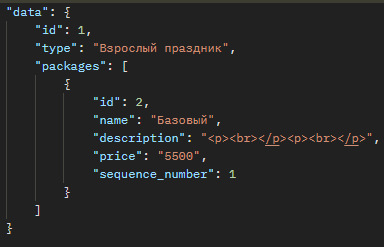 "data": {
"id": 1,
"type": "Взрослый праздник",
"packages": [
{
"id": 2,
"name": "Базовый",
"description": "<p><br></p><p><br></p>",
"price": "5500",
"sequence_number": 1
}
]
}